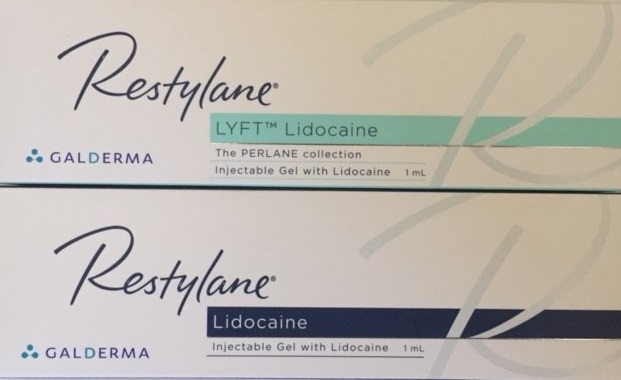 Restylane®
LYFT™ Lidocaine
The PERLANE collection
GALDERMA
Injectable Gel with Lidocaine 1 mL
Restylane®
Lidocaine
GALDERMA
Injectable Gel with Lidocaine 1 mL